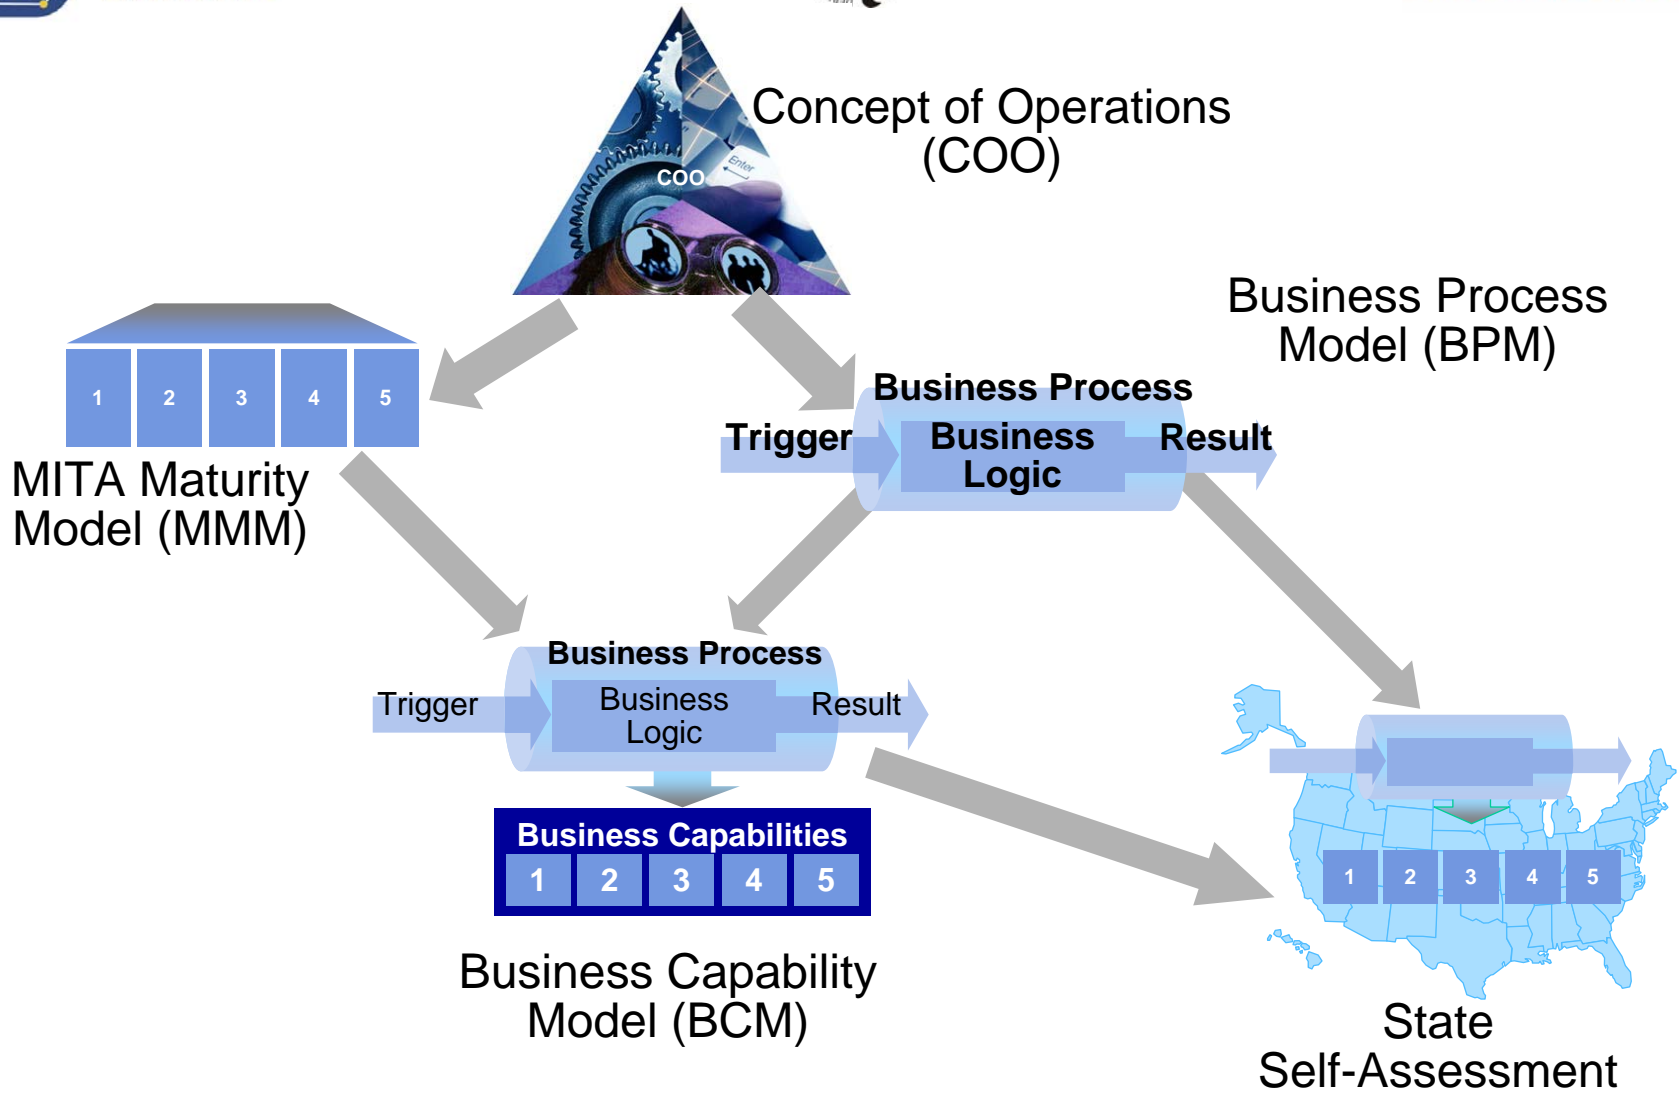 Concept of Operations
(COO)
Enter
COO
Business Process
Model (BPM)
1 2 3 4 5
MITA Maturity
Model (MMM)
Business Process
Trigger
Business
Logic
Result
Business Process
Trigger
Business
Logic
Result
Business Capabilities
1 2 3 4 5
Business Capability
Model (BCM)
1 2 3 4 5
State
Self-Assessment